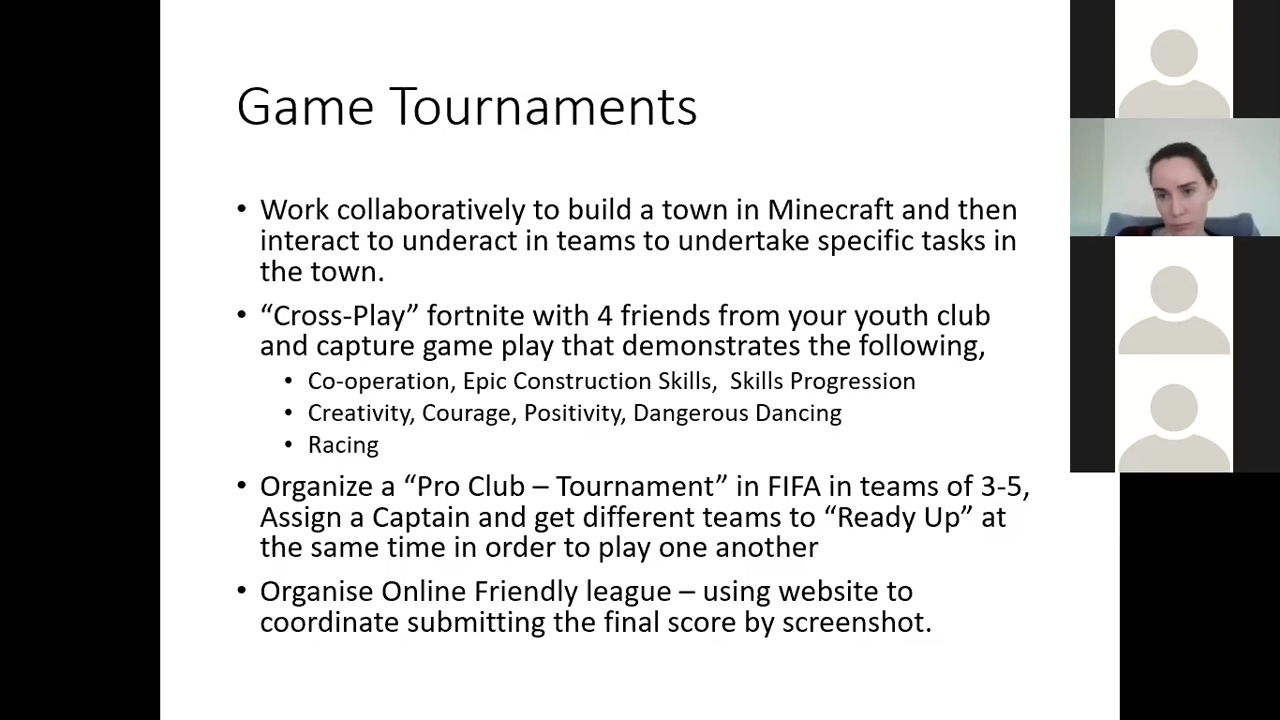 Game Tournaments
• Work collaboratively to build a town in Minecraft and then
interact to underact in teams to undertake specific tasks in
the town.
• “Cross-Play” fortnite with 4 friends from your youth club
and capture game play that demonstrates the following,
• Co-operation, Epic Construction Skills,  Skills Progression
• Creativity, Courage, Positivity, Dangerous Dancing
• Racing
• Organize a “Pro Club – Tournament” in FIFA in teams of 3-5,
Assign a Captain and get different teams to “Ready Up” at
the same time in order to play one another
• Organise Online Friendly league – using website to
coordinate submitting the final score by screenshot.